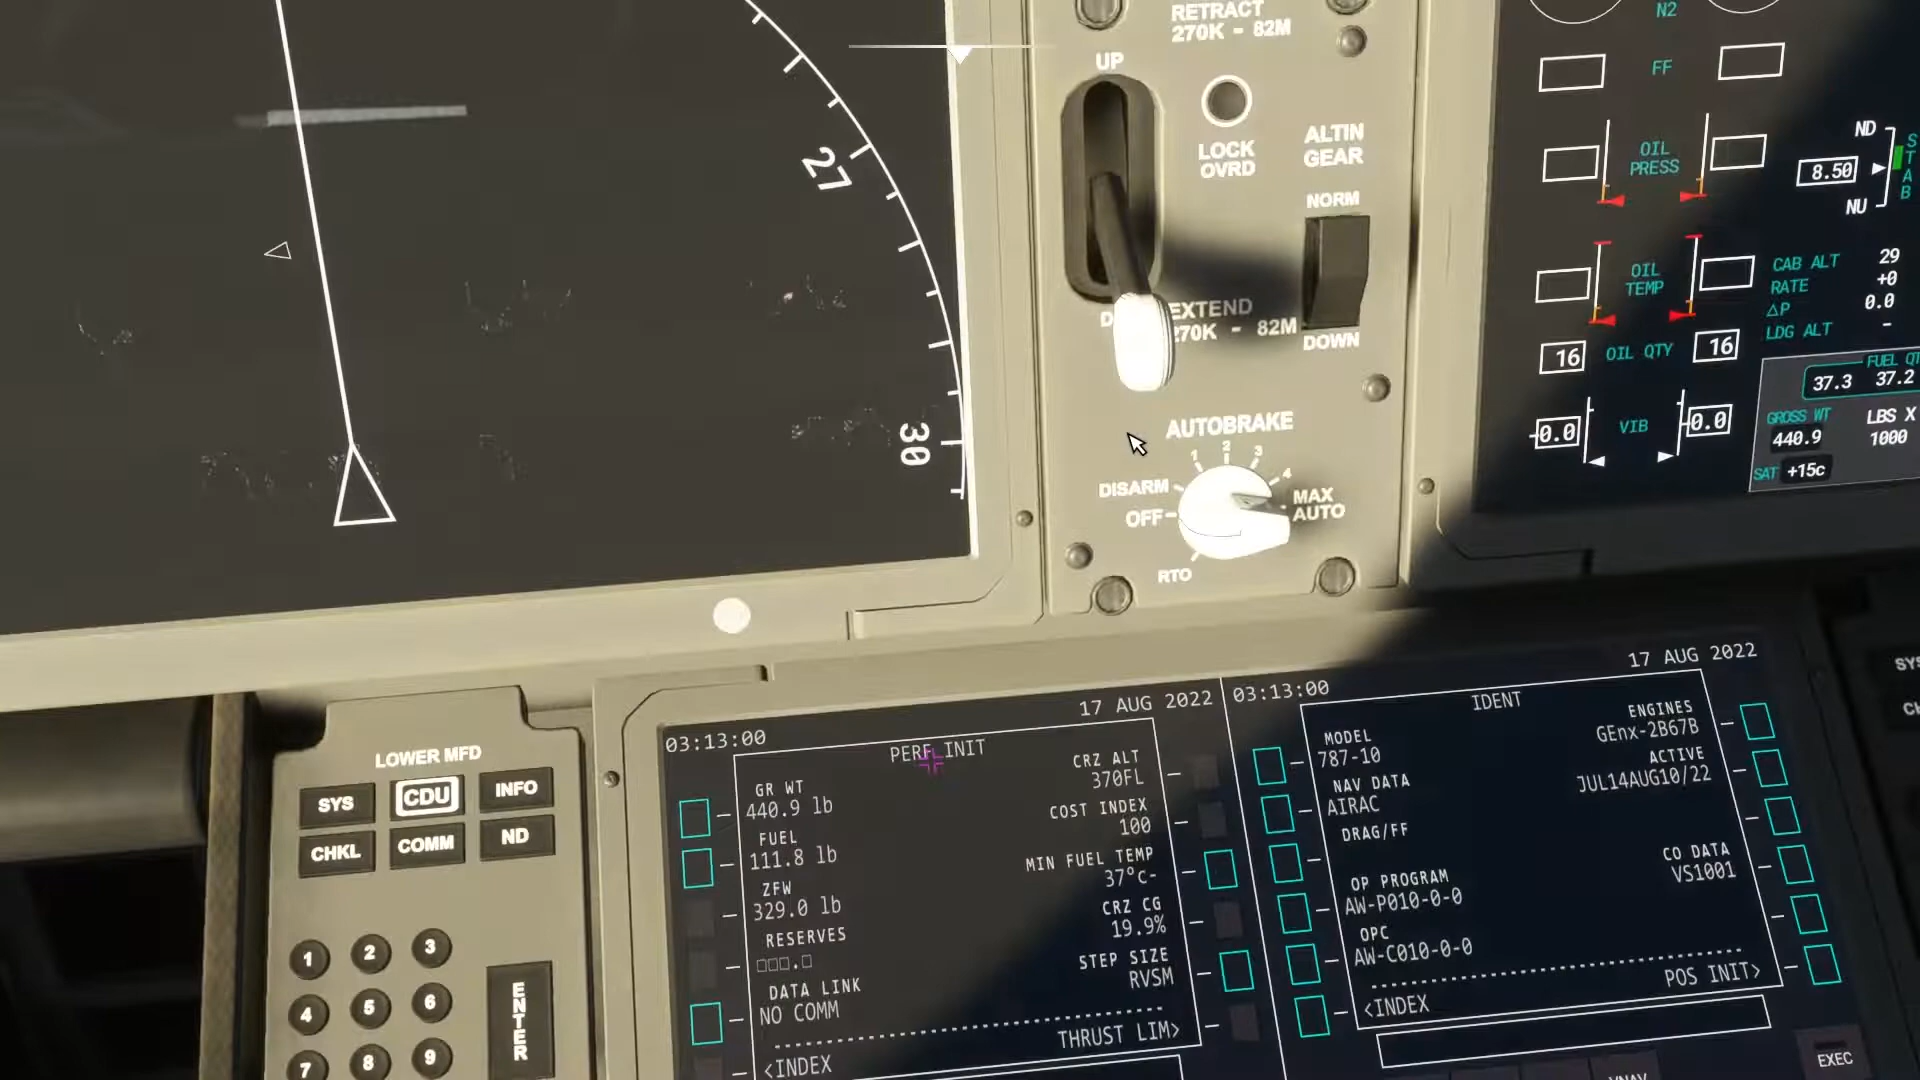 27
30
RETRACT
270K - 82M
UP
LOCK
OVRD
ALTIN
GEAR
NORM
EXTEND
270K - 82M
DOWN
AUTOBRAKE
1 2 3 4
DISARM
OFF
MAX
AUTO
RTO
N2
FF
OIL
PRESS
OIL
TEMP
16 OIL QTY 16
0.0 VIB 0.0
ND
8.50
NU
STAB
CAB ALT 29
RATE +0
ΔP 0.0
LDG ALT -
FUEL
37.3 37.2
GROSS WT LBS X
440.9 1000
SAT +15c
LOWER MFD
SYS CDU INFO
CHKL COMM ND
1 2 3
4 5 6
7 8 9
ENTER
03:13:00 17 AUG 2022
PERF INIT
GR WT CRZ ALT
440.9 lb 370FL
FUEL COST INDEX
111.8 lb 100
ZFW MIN FUEL TEMP
329.0 lb 37°c-
RESERVES CRZ CG
□□□.□ 19.9%
DATA LINK STEP SIZE
NO COMM RVSM
<INDEX THRUST LIM>
03:13:00 17 AUG 2022
IDENT
MODEL ENGINES
787-10 GEnx-2B67B
NAV DATA ACTIVE
AIRAC JUL14AUG10/22
DRAG/FF
OP PROGRAM CO DATA
AW-P010-0-0 VS1001
OPC
AW-C010-0-0
<INDEX POS INIT>
EXEC